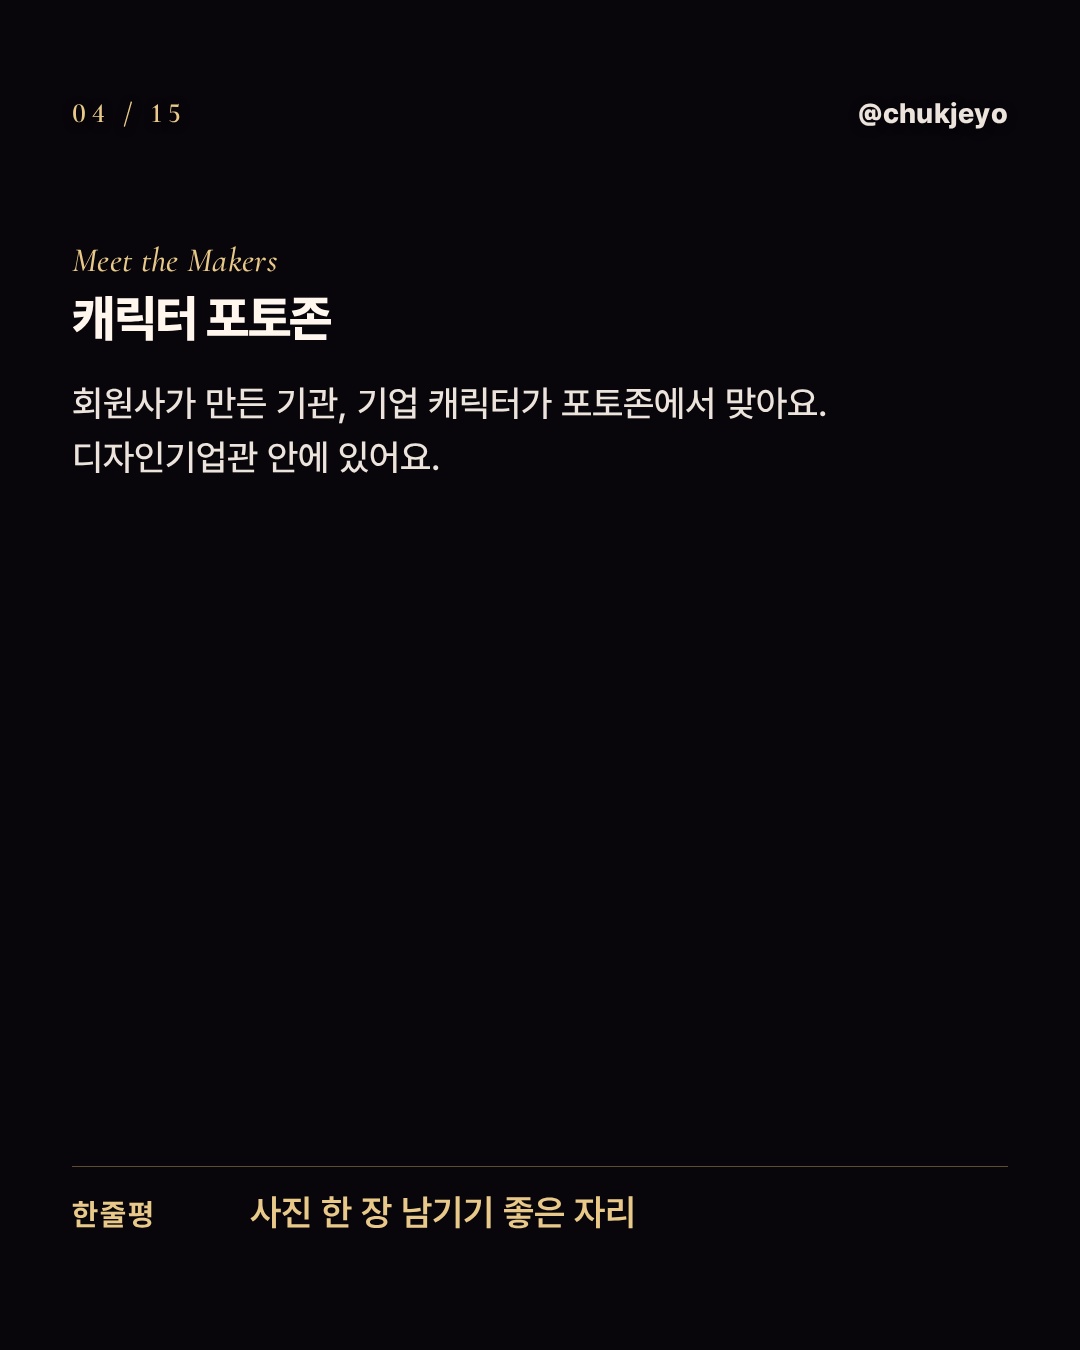 04 / 15
@chukjeyo
Meet the Makers
캐릭터 포토존
회원사가 만든 기관, 기업 캐릭터가 포토존에서 맞아요.
디자인기업관 안에 있어요.
한줄평
사진 한 장 남기기 좋은 자리